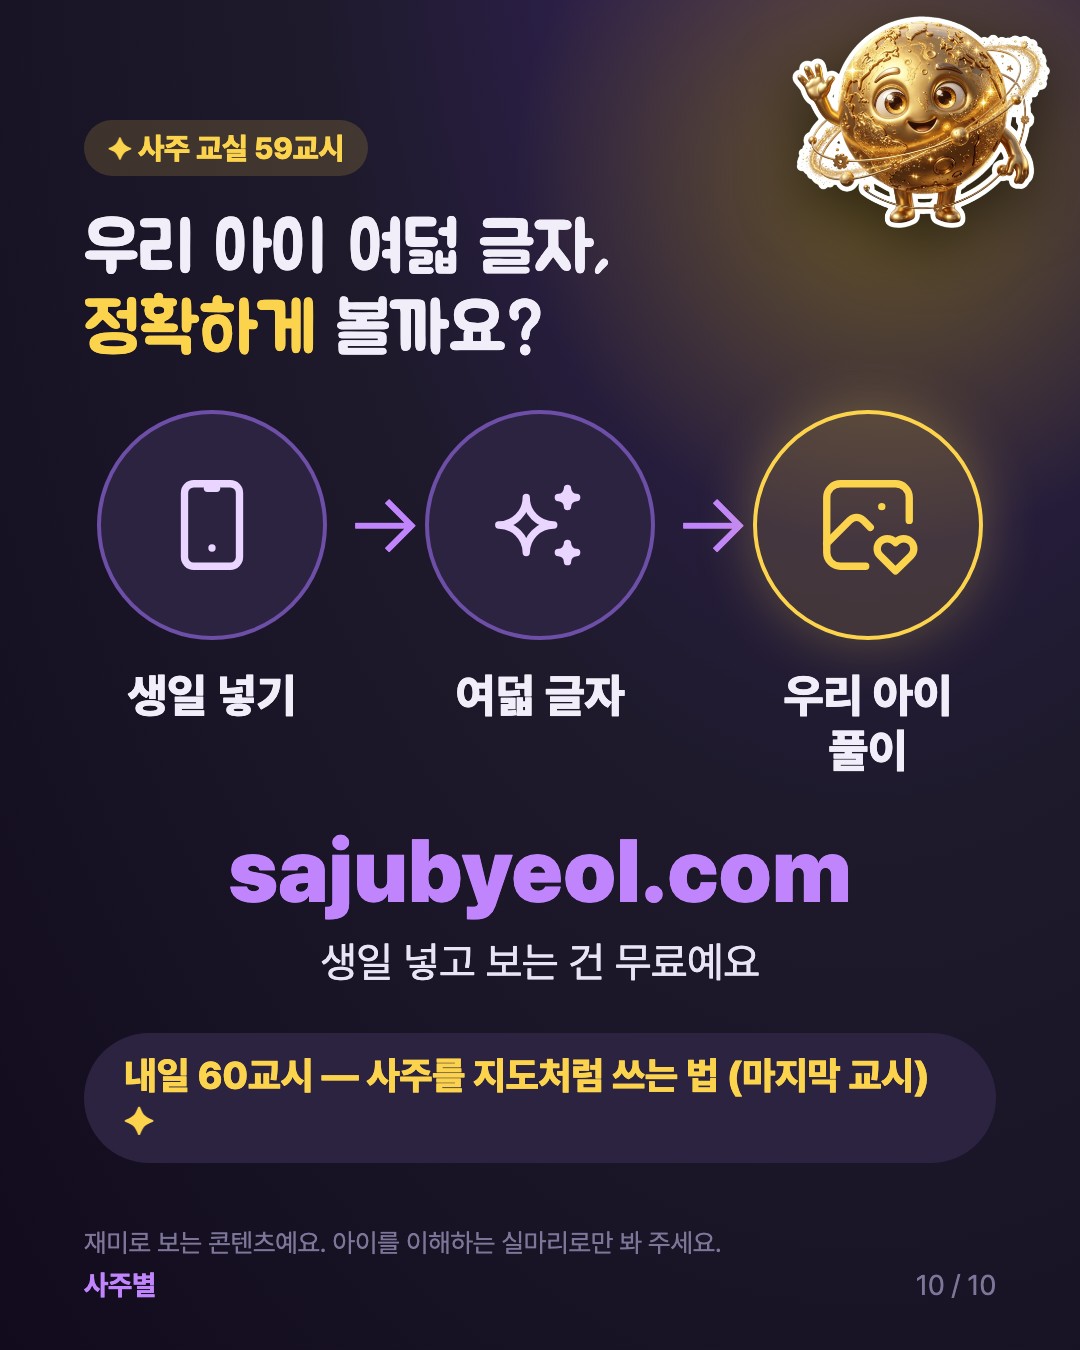 ✦ 사주 교실 59교시
우리 아이 여덟 글자,
정확하게 볼까요?
생일 넣기
여덟 글자
우리 아이
풀이
sajubyeol.com
생일 넣고 보는 건 무료예요
내일 60교시 — 사주를 지도처럼 쓰는 법 (마지막 교시)
✦
재미로 보는 콘텐츠예요. 아이를 이해하는 실마리로만 봐 주세요.
사주별
10 / 10